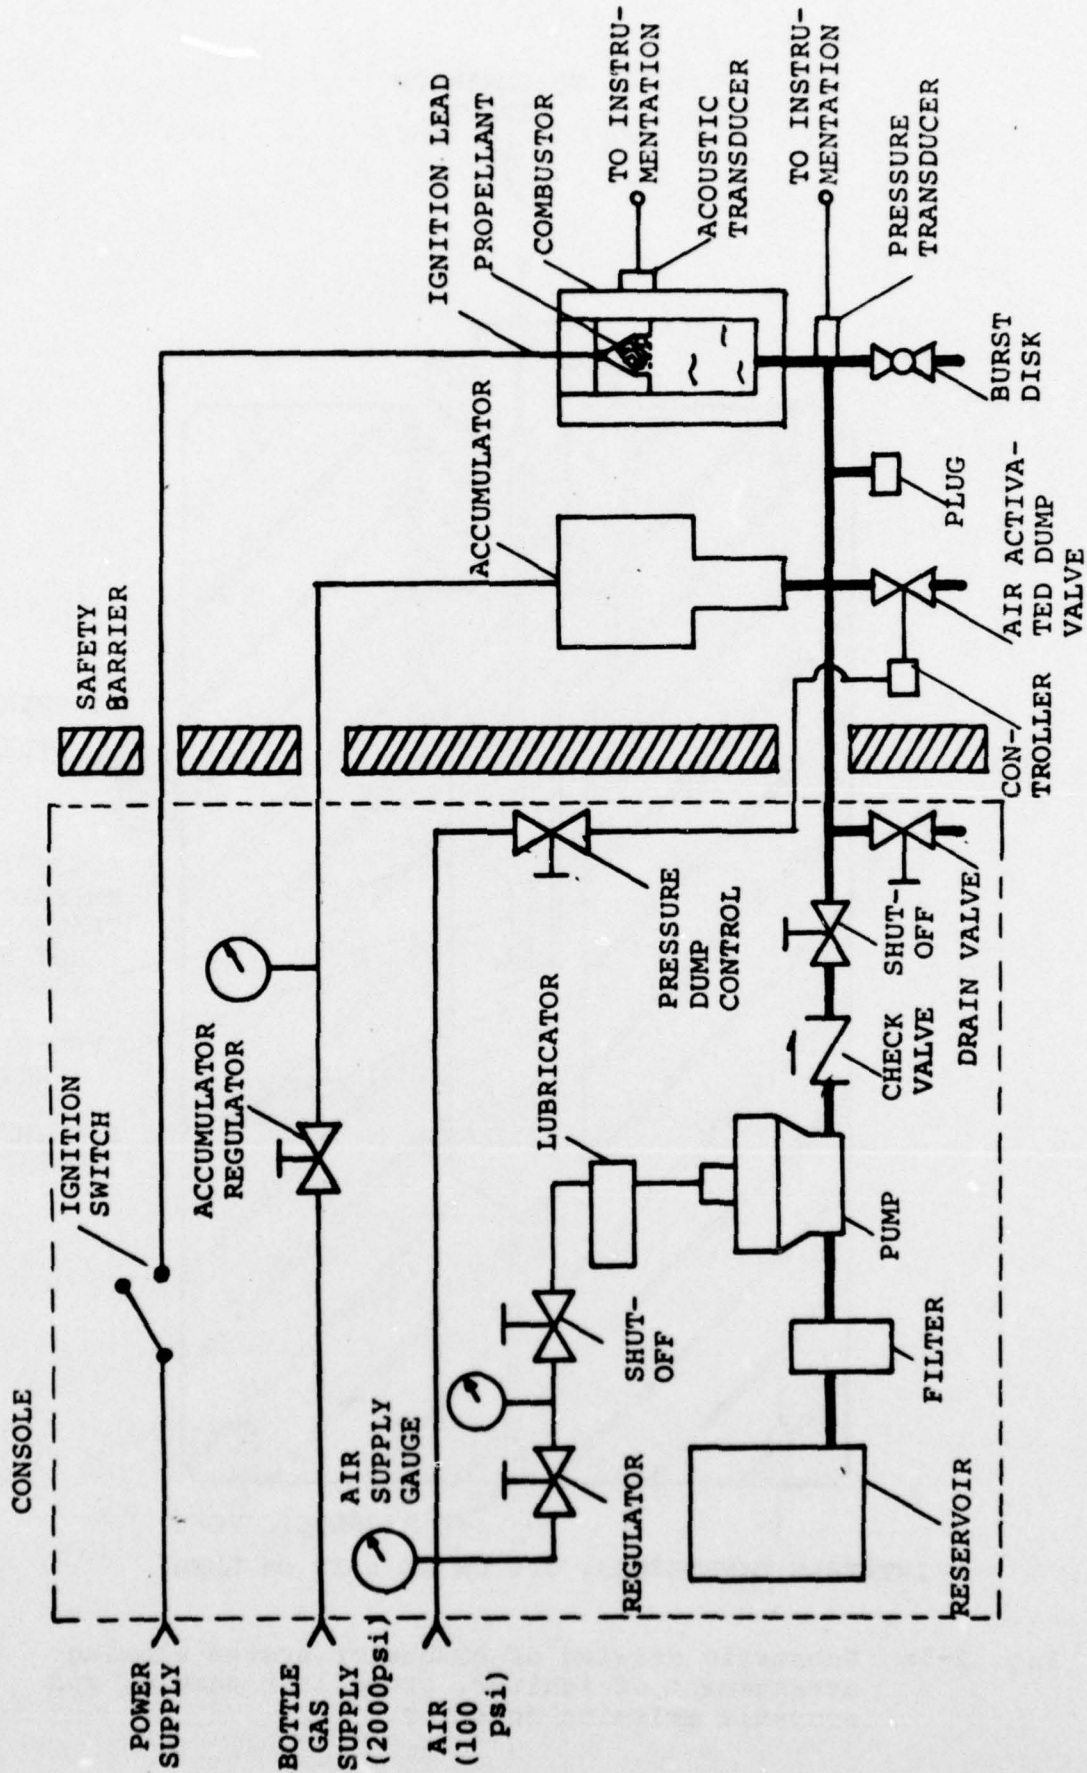 CONSOLE
SAFETY
BARRIER
POWER
SUPPLY
IGNITION
SWITCH
IGNITION LEAD
PROPELLANT
COMBUSTOR
TO INSTRU-
MENTATION
ACOUSTIC
TRANSDUCER
BOTTLE
GAS
SUPPLY
(2000psi)
ACCUMULATOR
REGULATOR
ACCUMULATOR
AIR
(100
psi)
AIR
SUPPLY
GAUGE
REGULATOR
SHUT-
OFF
LUBRICATOR
PRESSURE
DUMP
CONTROL
TO INSTRU-
MENTATION
PRESSURE
TRANSDUCER
RESERVOIR
FILTER
PUMP
CHECK
VALVE
SHUT-
OFF
DRAIN VALVE
CON-
TROLLER
AIR ACTIVA-
TED DUMP
VALVE
PLUG
BURST
DISK